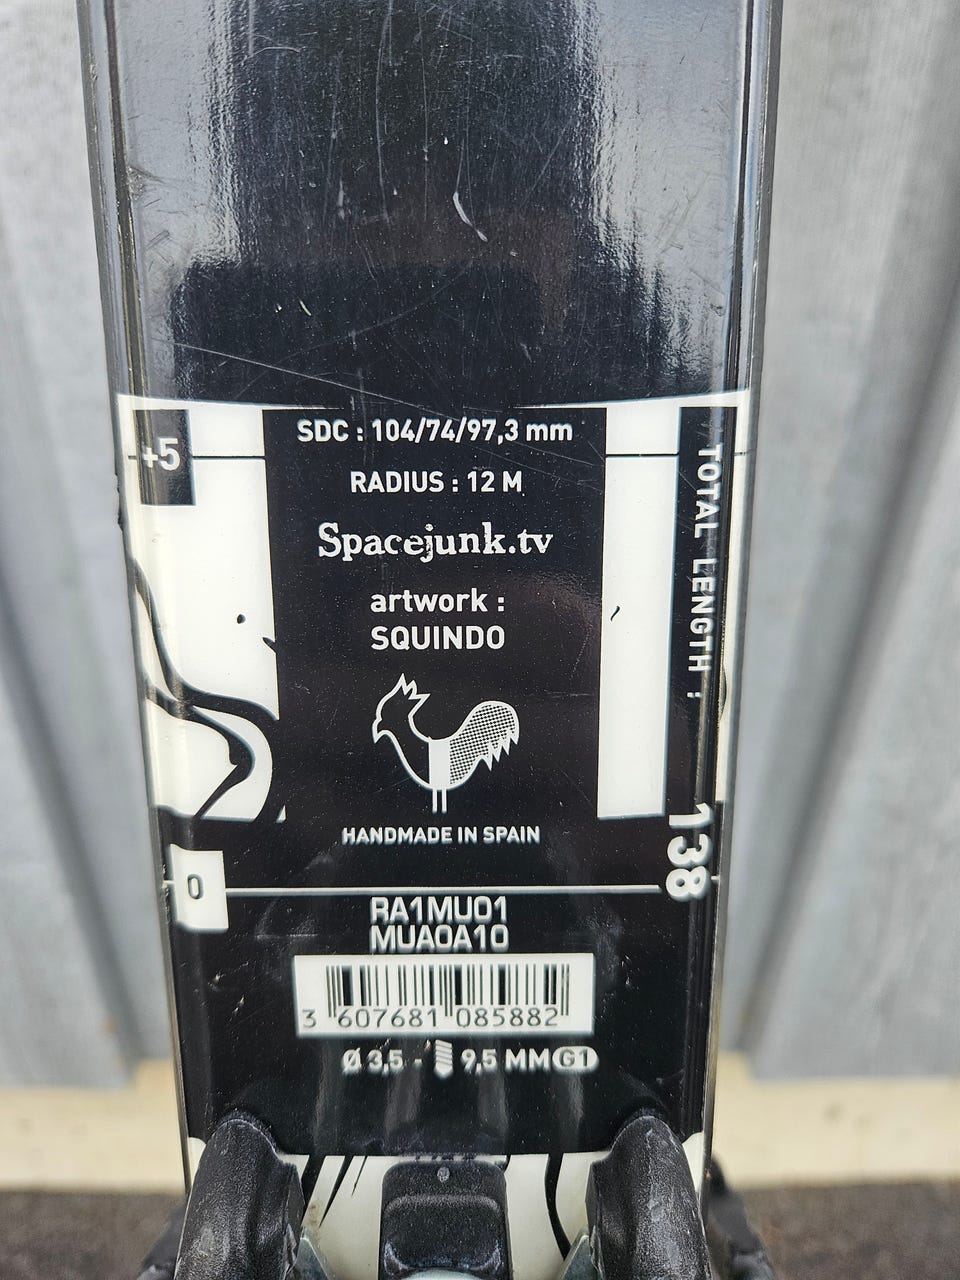 +5
SDC : 104/74/97,3 mm
RADIUS : 12 M
Spacejunk.tv
artwork :
SQUINDO
HANDMADE IN SPAIN
TOTAL LENGTH :
138
0
RA1MU01
MUA0A10
3 607681 085882
Ø 3,5 - 9,5 MM G1